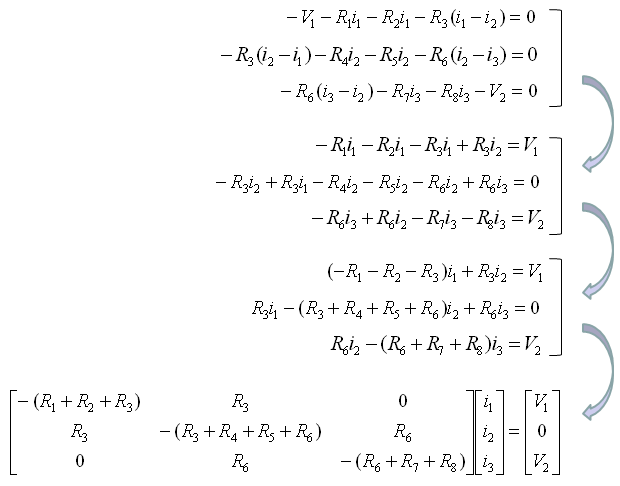 −V₁ − R₁i₁ − R₂i₁ − R₃(i₁ − i₂) = 0
−R₃(i₂ − i₁) − R₄i₂ − R₅i₂ − R₆(i₂ − i₃) = 0
−R₆(i₃ − i₂) − R₇i₃ − R₈i₃ − V₂ = 0
−R₁i₁ − R₂i₁ − R₃i₁ + R₃i₂ = V₁
−R₃i₂ + R₃i₁ − R₄i₂ − R₅i₂ − R₆i₂ + R₆i₃ = 0
−R₆i₃ + R₆i₂ − R₇i₃ − R₈i₃ = V₂
(−R₁ − R₂ − R₃)i₁ + R₃i₂ = V₁
R₃i₁ − (R₃ + R₄ + R₅ + R₆)i₂ + R₆i₃ = 0
R₆i₂ − (R₆ + R₇ + R₈)i₃ = V₂
−(R₁ + R₂ + R₃) R₃ 0 i₁ V₁
R₃ −(R₃ + R₄ + R₅ + R₆) R₆ i₂ = 0
0 R₆ −(R₆ + R₇ + R₈) i₃ V₂